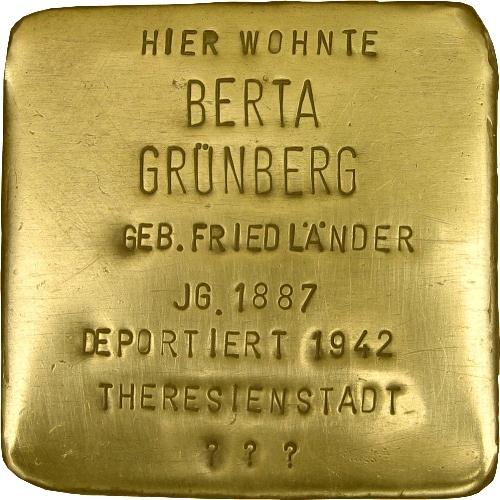 HIER WOHNTE
BERTA
GRÜNBERG
GEB. FRIEDLÄNDER
JG. 1887
DEPORTIERT 1942
THERESIENSTADT
? ? ?